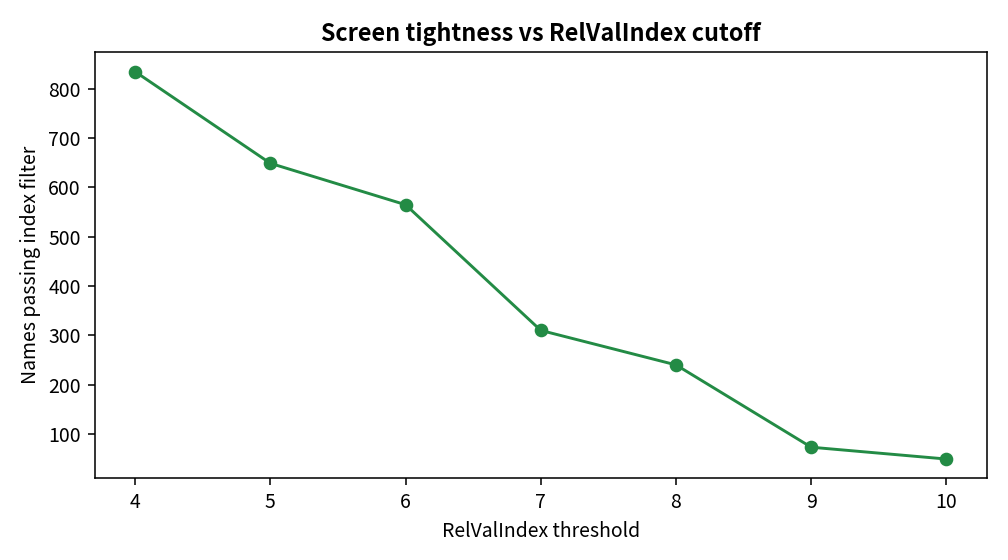 Screen tightness vs RelValIndex cutoff
Names passing index filter
800
700
600
500
400
300
200
100
4 5 6 7 8 9 10
RelValIndex threshold